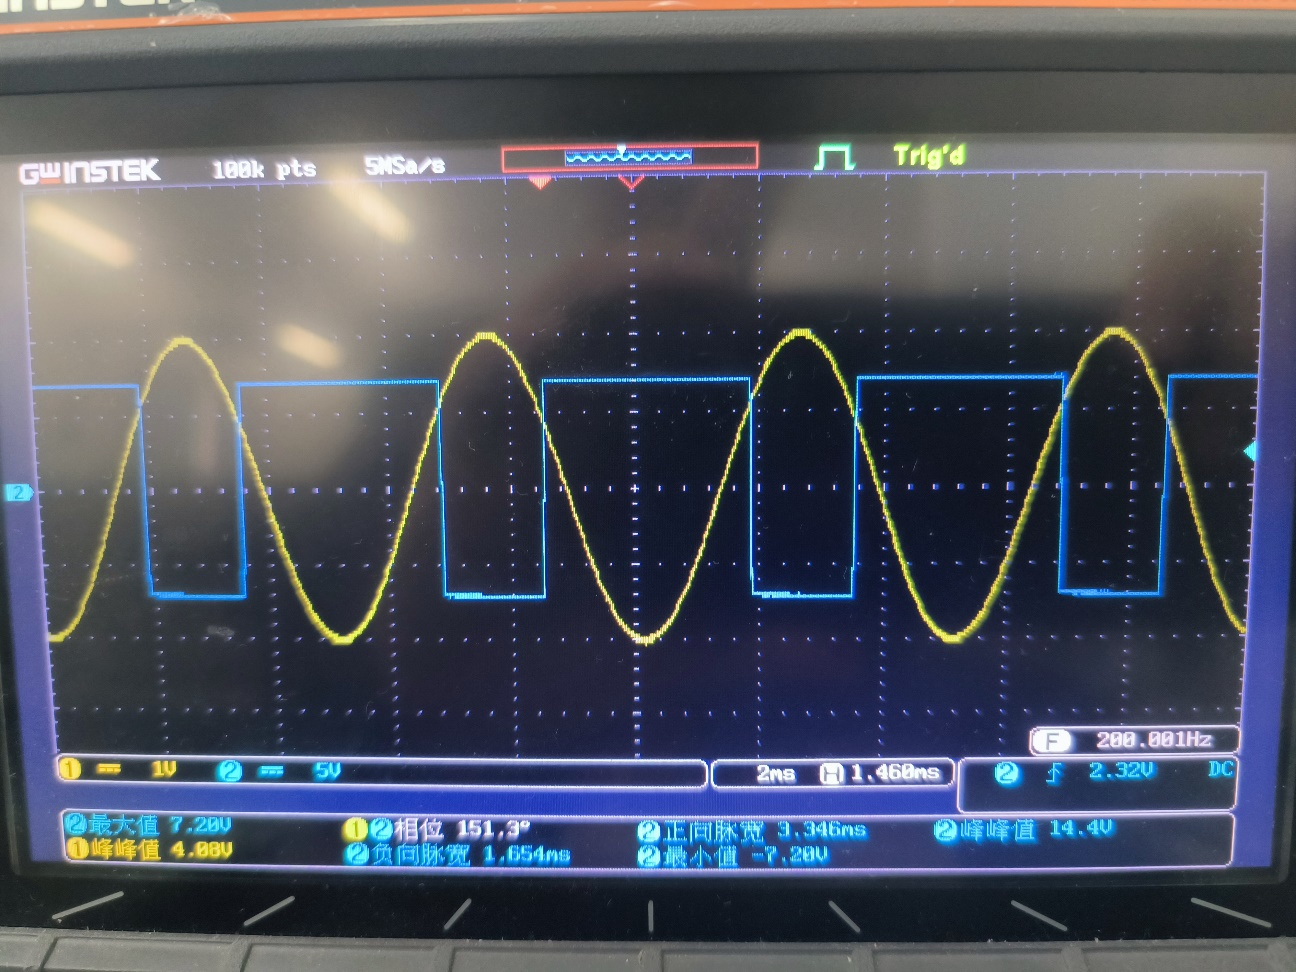 GWINSTEK 100k pts 5MSa/s Trig'd
2
F 200.001Hz
1 1V 2 5V 2ms H 1.460ms 2 2.32V DC
2最大值 7.20V 12相位 151.3° 2正向脉宽 3.346ms 2峰峰值 14.4V
1峰峰值 4.08V 2负向脉宽 1.654ms 2最小值 -7.20V